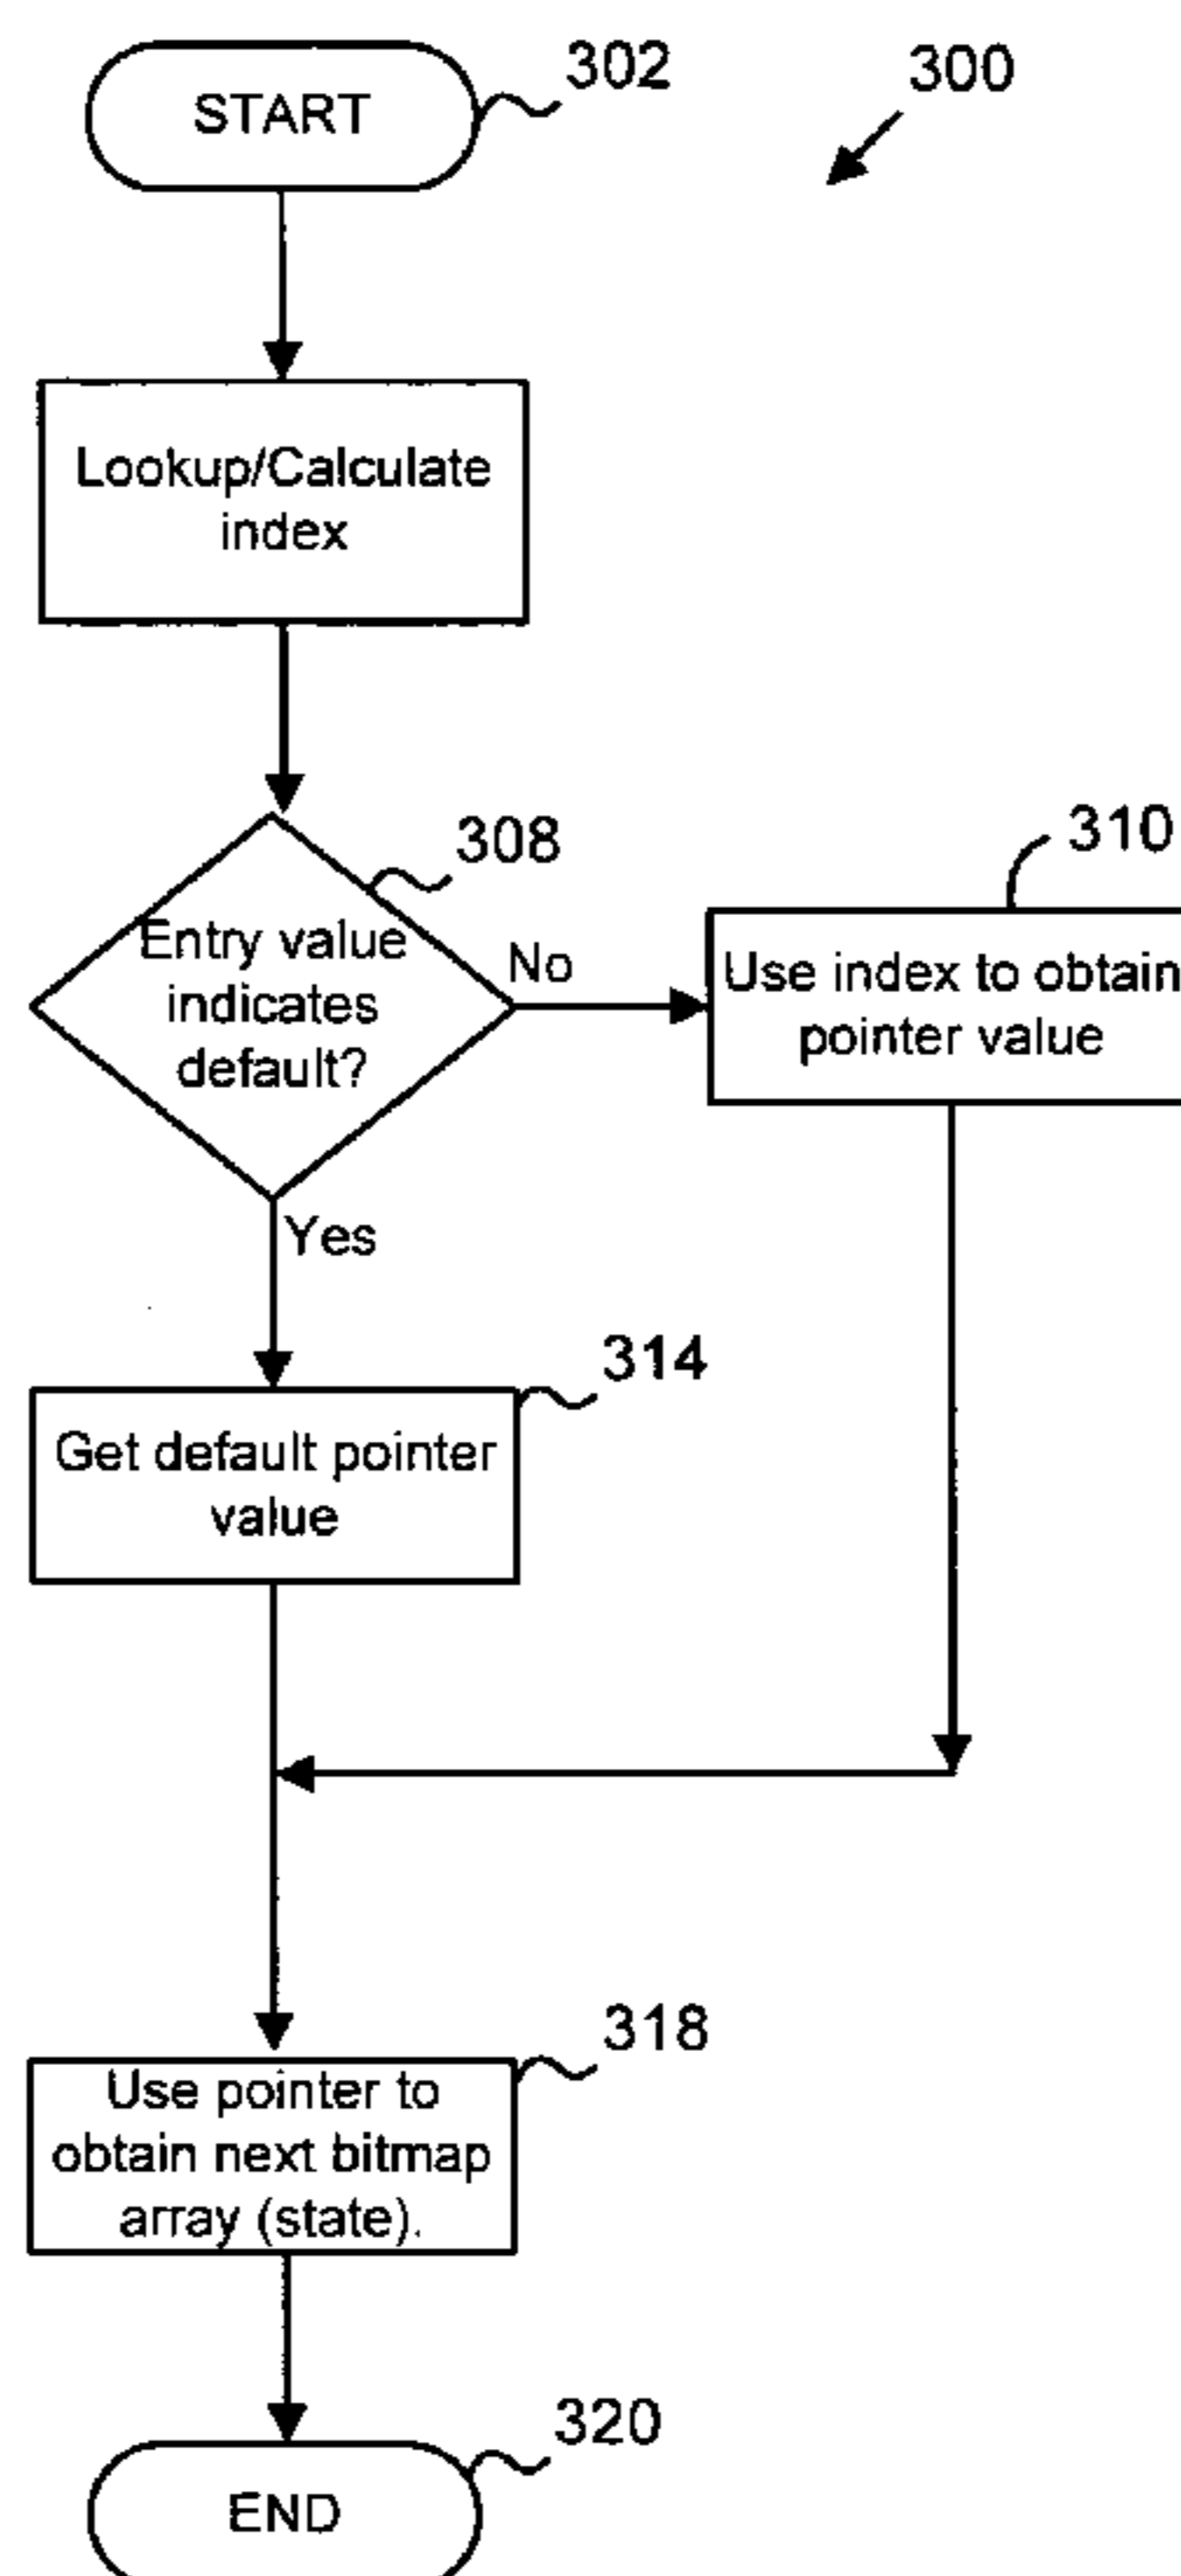 START
302
300
Lookup/Calculate
index
308
Entry value
indicates
default?
No
310
Use index to obtain
pointer value
Yes
314
Get default pointer
value
318
Use pointer to
obtain next bitmap
array (state).
320
END